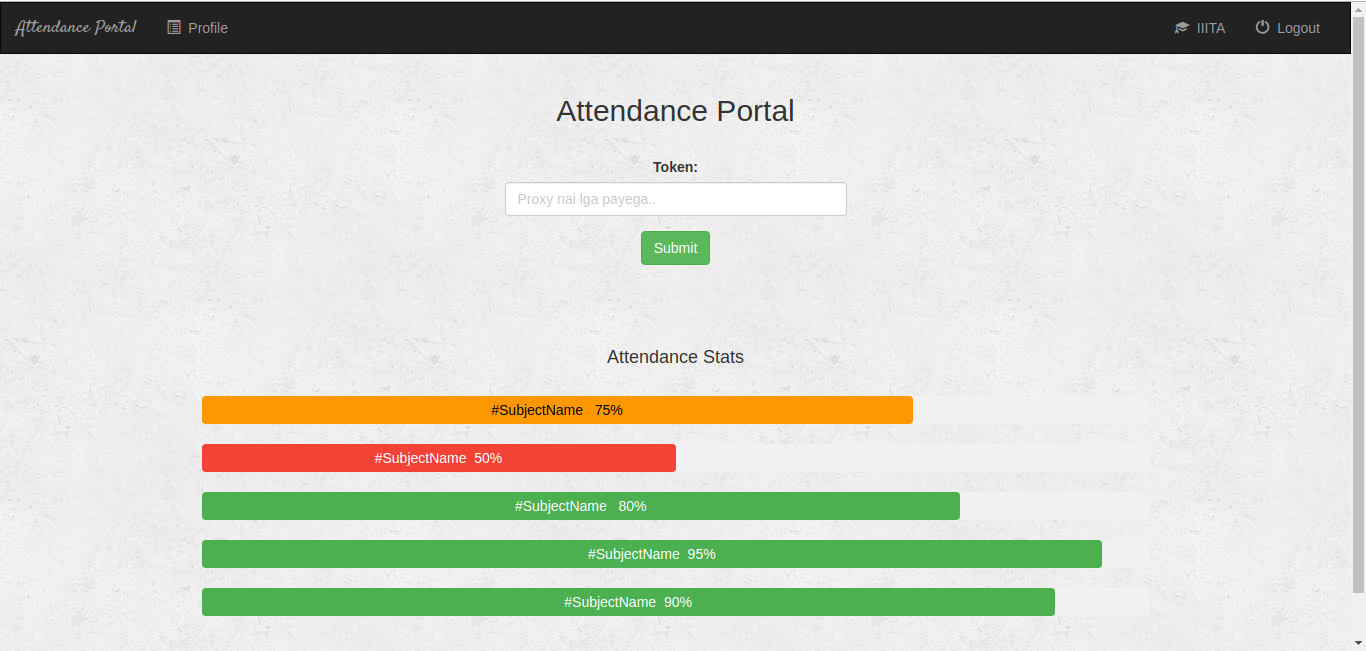 Attendance Portal Profile IIITA Logout
Attendance Portal
Token:
Proxy nai lga payega..
Submit
Attendance Stats
#SubjectName 75%
#SubjectName 50%
#SubjectName 80%
#SubjectName 95%
#SubjectName 90%